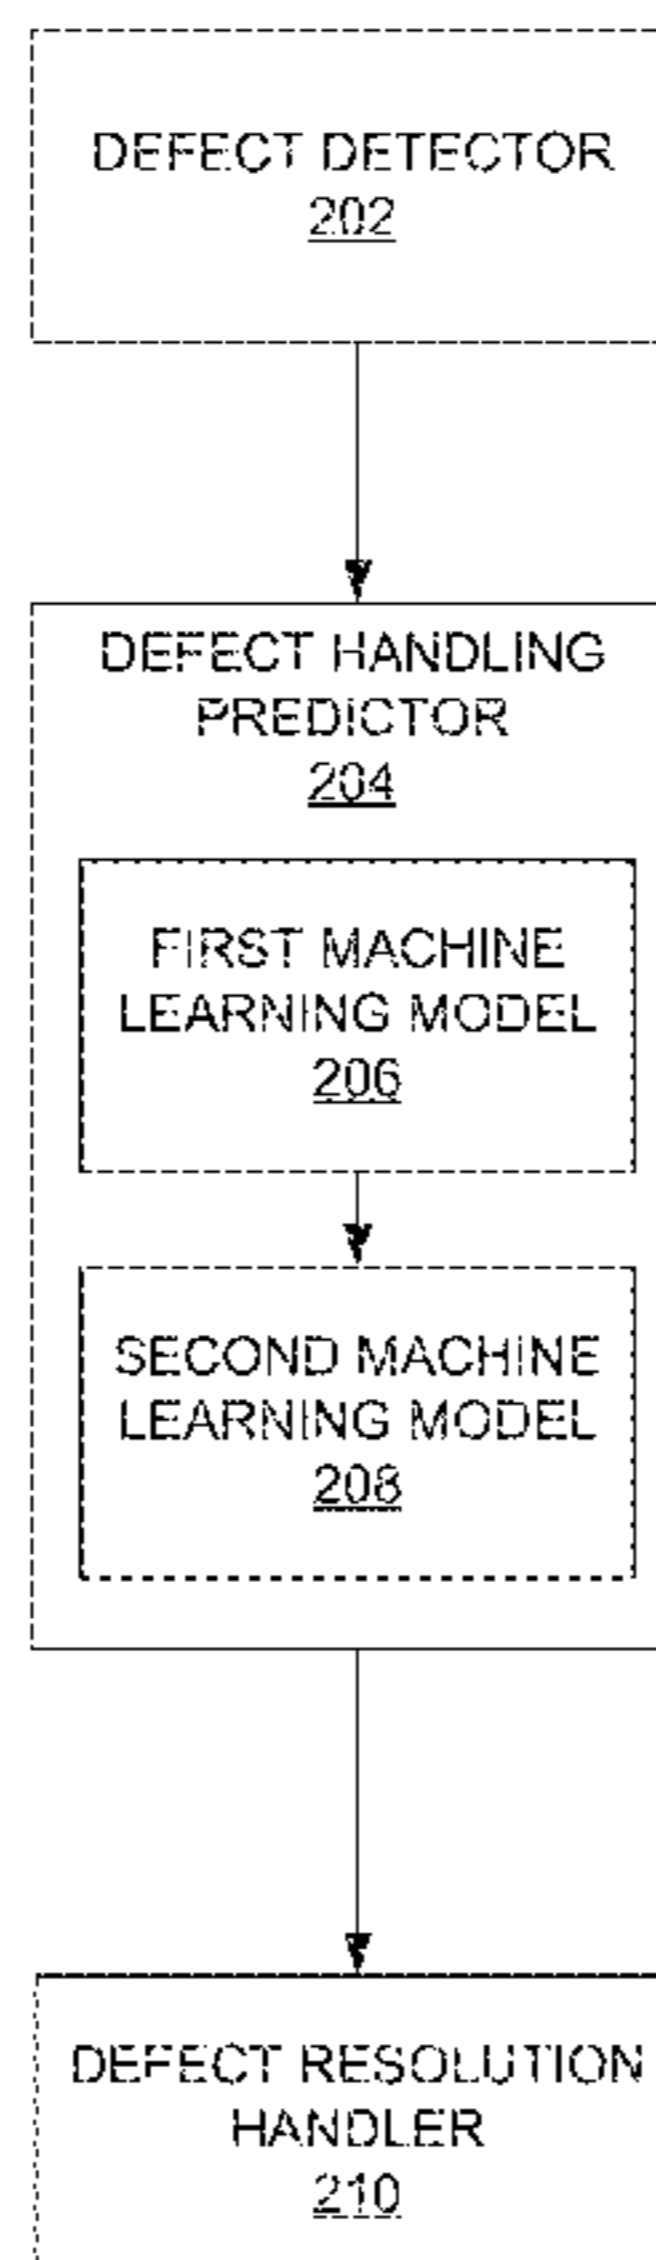 DEFECT DETECTOR
202
DEFECT HANDLING
PREDICTOR
204
FIRST MACHINE
LEARNING MODEL
206
SECOND MACHINE
LEARNING MODEL
208
DEFECT RESOLUTION
HANDLER
210